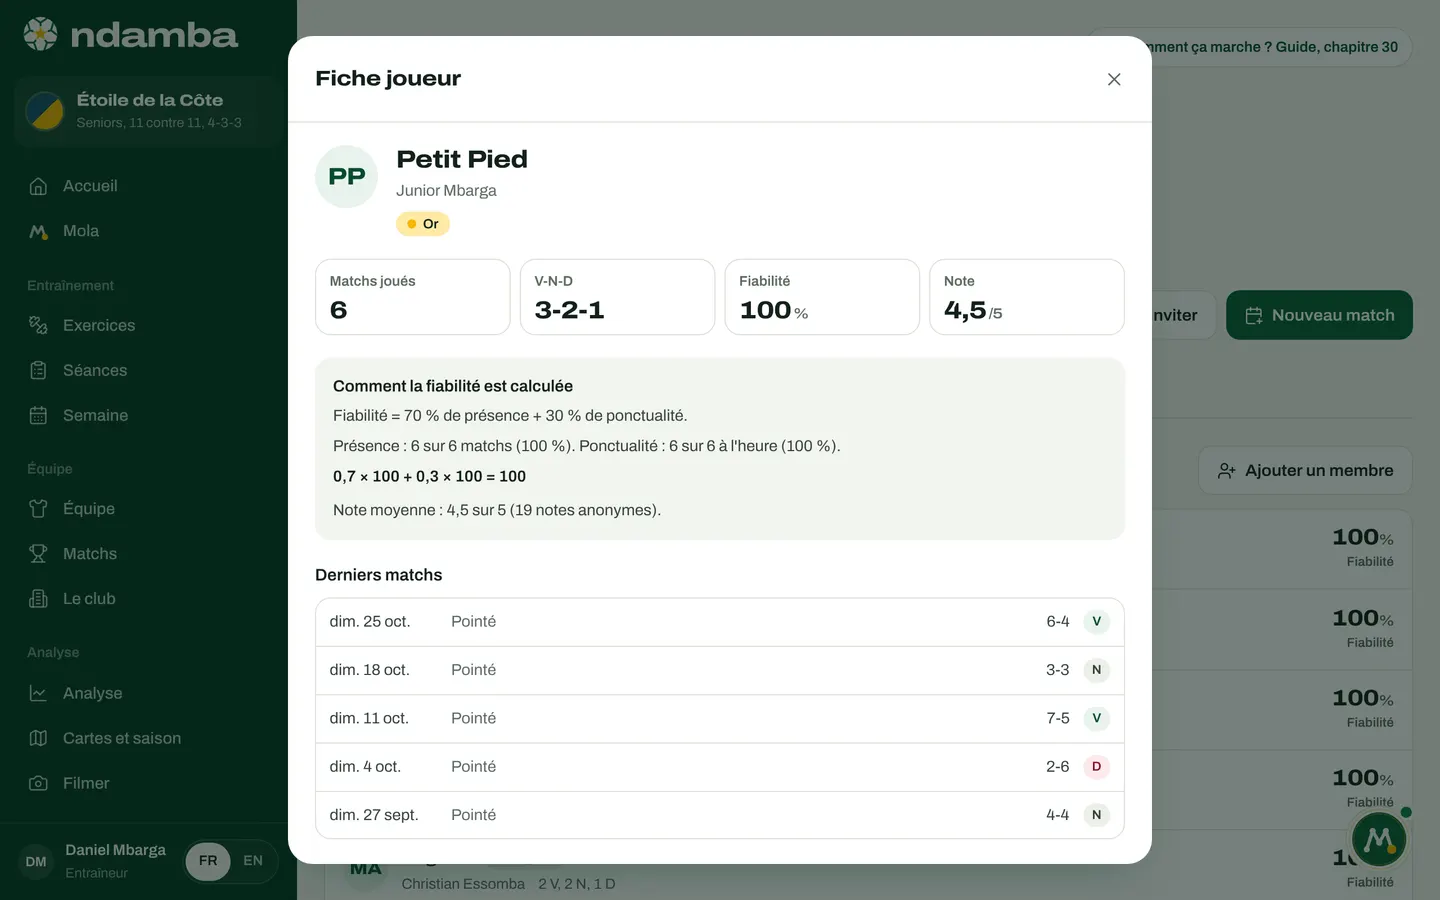 ndamba
Étoile de la Côte
Seniors, 11 contre 11, 4-3-3
Accueil
Mola
Entraînement
Exercices
Séances
Semaine
Équipe
Équipe
Matchs
Le club
Analyse
Analyse
Cartes et saison
Filmer
DM
Daniel Mbarga
Entraîneur
FR
EN
Fiche joueur
PP
Petit Pied
Junior Mbarga
Or
Matchs joués
6
V-N-D
3-2-1
Fiabilité
100 %
Note
4,5 /5
Comment la fiabilité est calculée
Fiabilité = 70 % de présence + 30 % de ponctualité.
Présence : 6 sur 6 matchs (100 %). Ponctualité : 6 sur 6 à l'heure (100 %).
0,7 × 100 + 0,3 × 100 = 100
Note moyenne : 4,5 sur 5 (19 notes anonymes).
Derniers matchs
dim. 25 oct. Pointé 6-4 V
dim. 18 oct. Pointé 3-3 N
dim. 11 oct. Pointé 7-5 V
dim. 4 oct. Pointé 2-6 D
dim. 27 sept. Pointé 4-4 N
ça marche ? Guide, chapitre 30
Nouveau match
Ajouter un membre
100%
Fiabilité
100%
Fiabilité
100%
Fiabilité
100%
Fiabilité
Fiabilité
MA
Christian Essomba 2 V, 2 N, 1 D